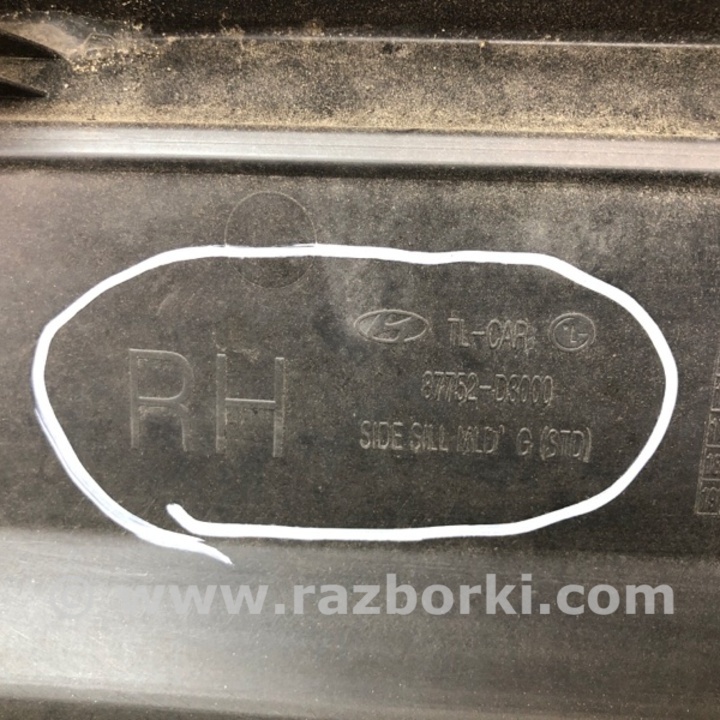 RH
TL-CAR
87752-D3000
SIDE SILL MLD' G (STD)
www.razborki.com